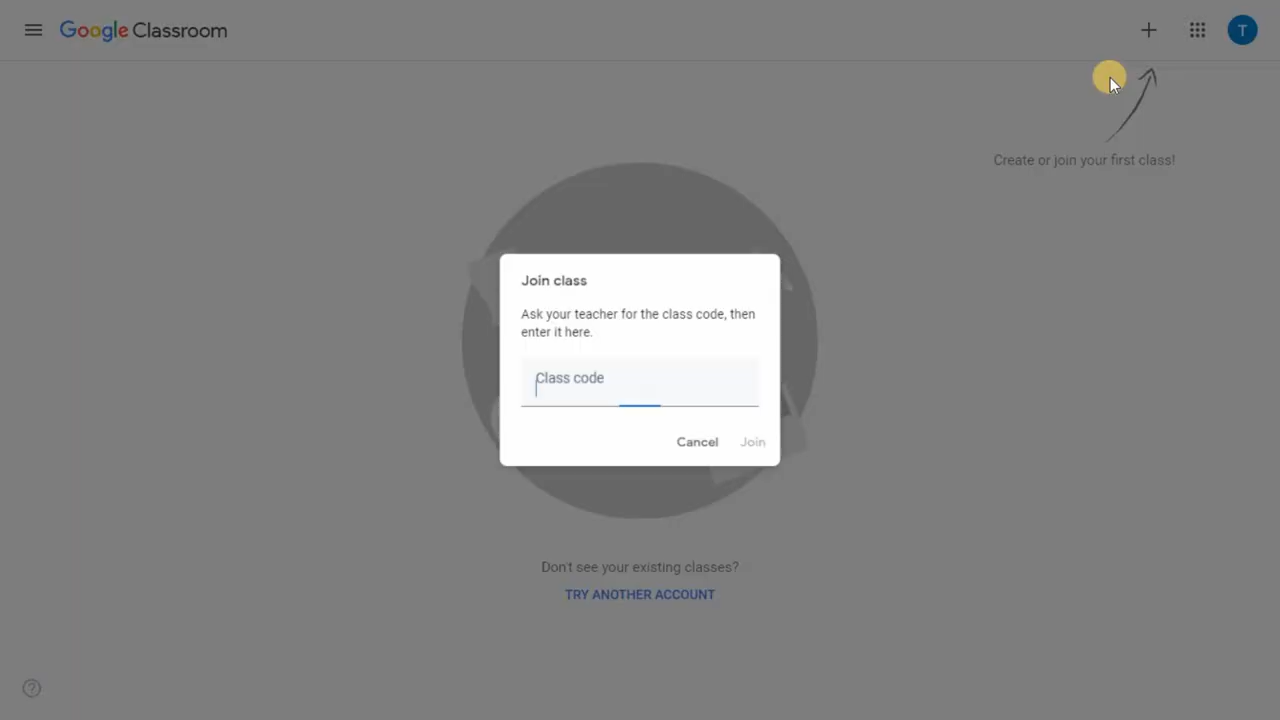 Google Classroom
T
Create or join your first class!
Join class
Ask your teacher for the class code, then
enter it here.
Class code
Cancel Join
Don't see your existing classes?
TRY ANOTHER ACCOUNT
?